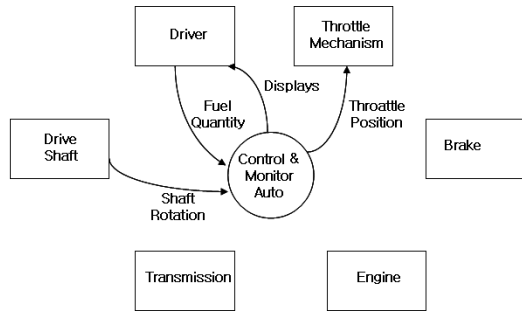 Driver
Throttle
Mechanism
Displays
Fuel
Quantity
Throattle
Position
Drive
Shaft
Control &
Monitor
Auto
Brake
Shaft
Rotation
Transmission
Engine